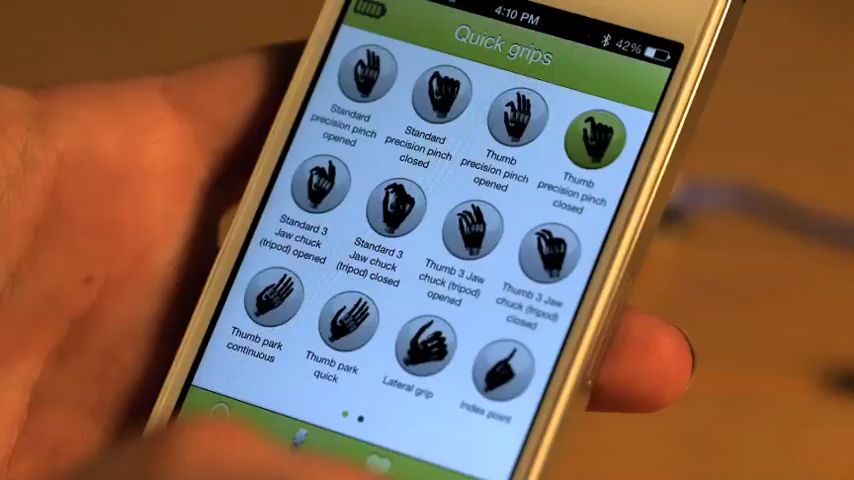 4:10 PM
42%
Quick grips
Standard
precision pinch
opened
Standard
precision pinch
closed
Thumb
precision pinch
opened
Thumb
precision pinch
closed
Standard 3
Jaw chuck
(tripod) opened
Standard 3
Jaw chuck
(tripod) closed
Thumb 3 Jaw
chuck (tripod)
opened
Thumb 3 Jaw
chuck (tripod)
closed
Thumb park
continuous
Thumb park
quick
Lateral grip
Index point